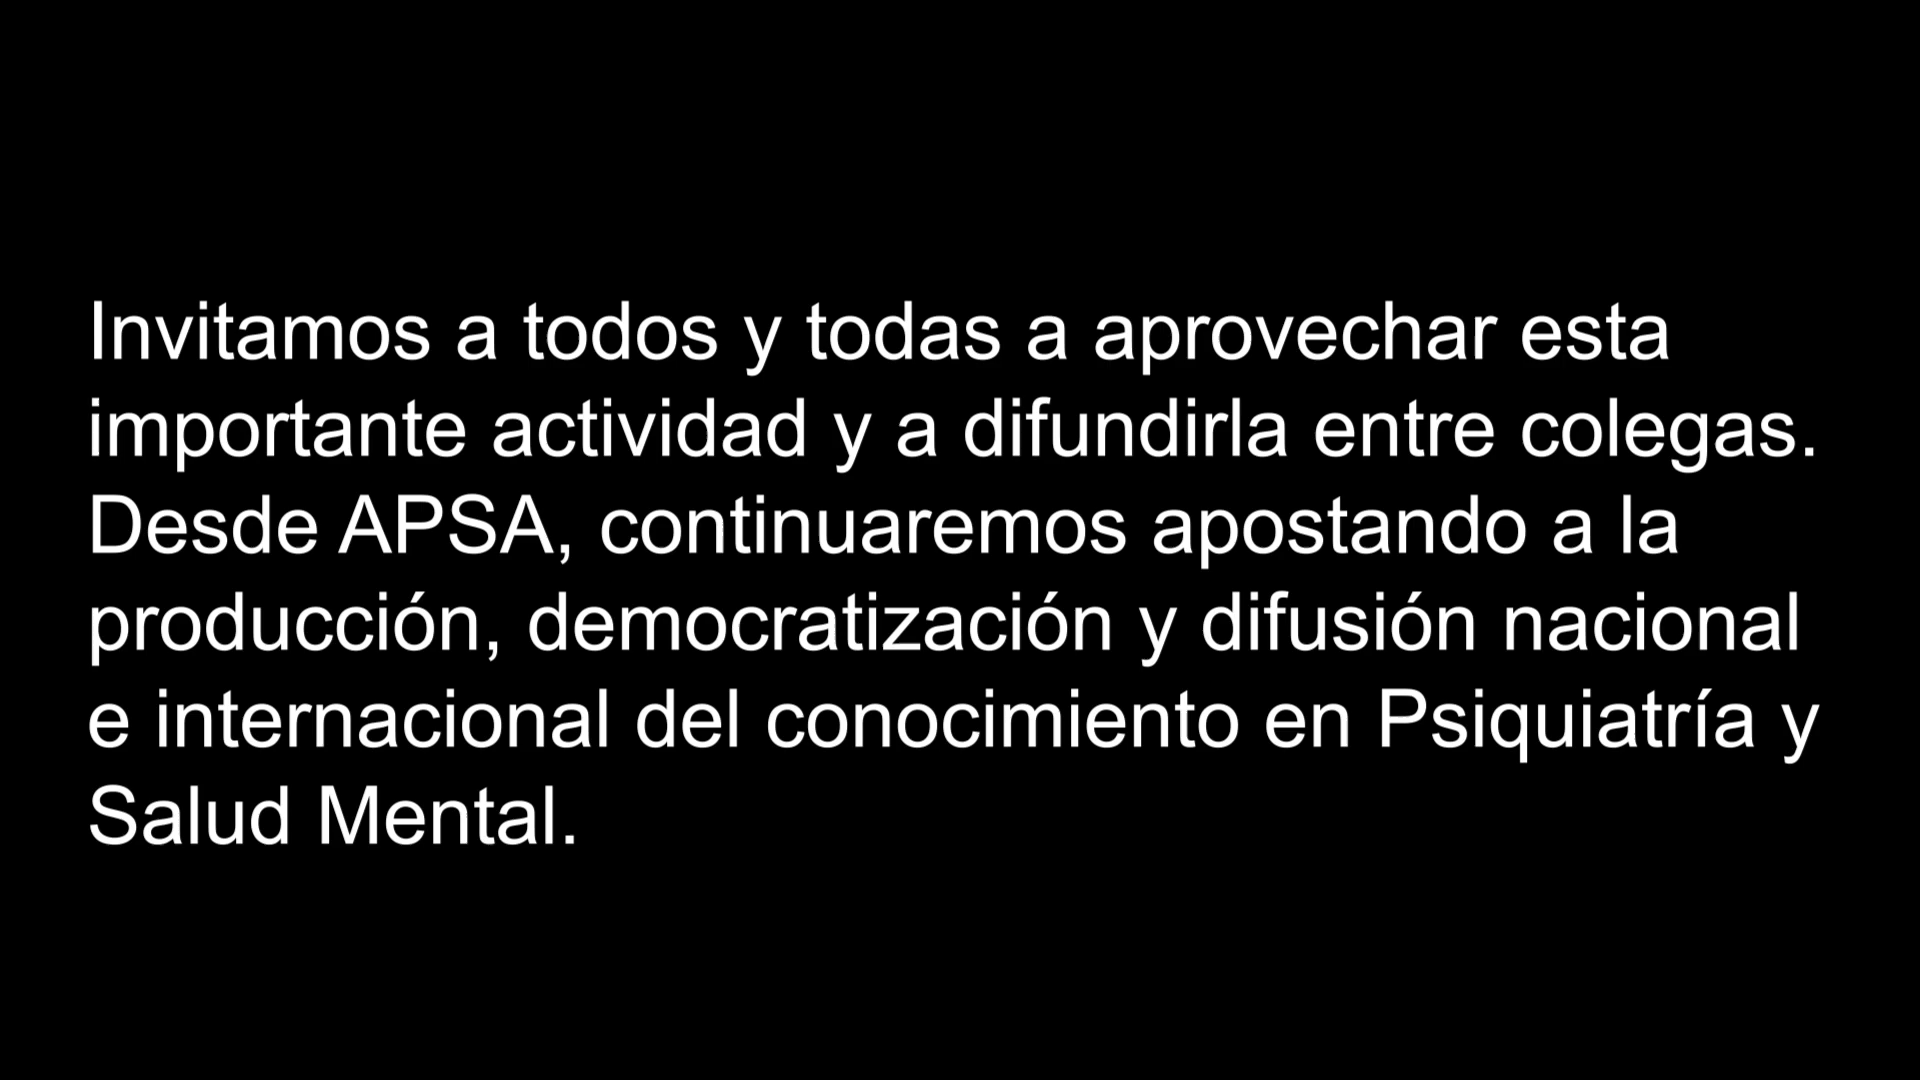 Invitamos a todos y todas a aprovechar esta
importante actividad y a difundirla entre colegas.
Desde APSA, continuaremos apostando a la
producción, democratización y difusión nacional
e internacional del conocimiento en Psiquiatría y
Salud Mental.